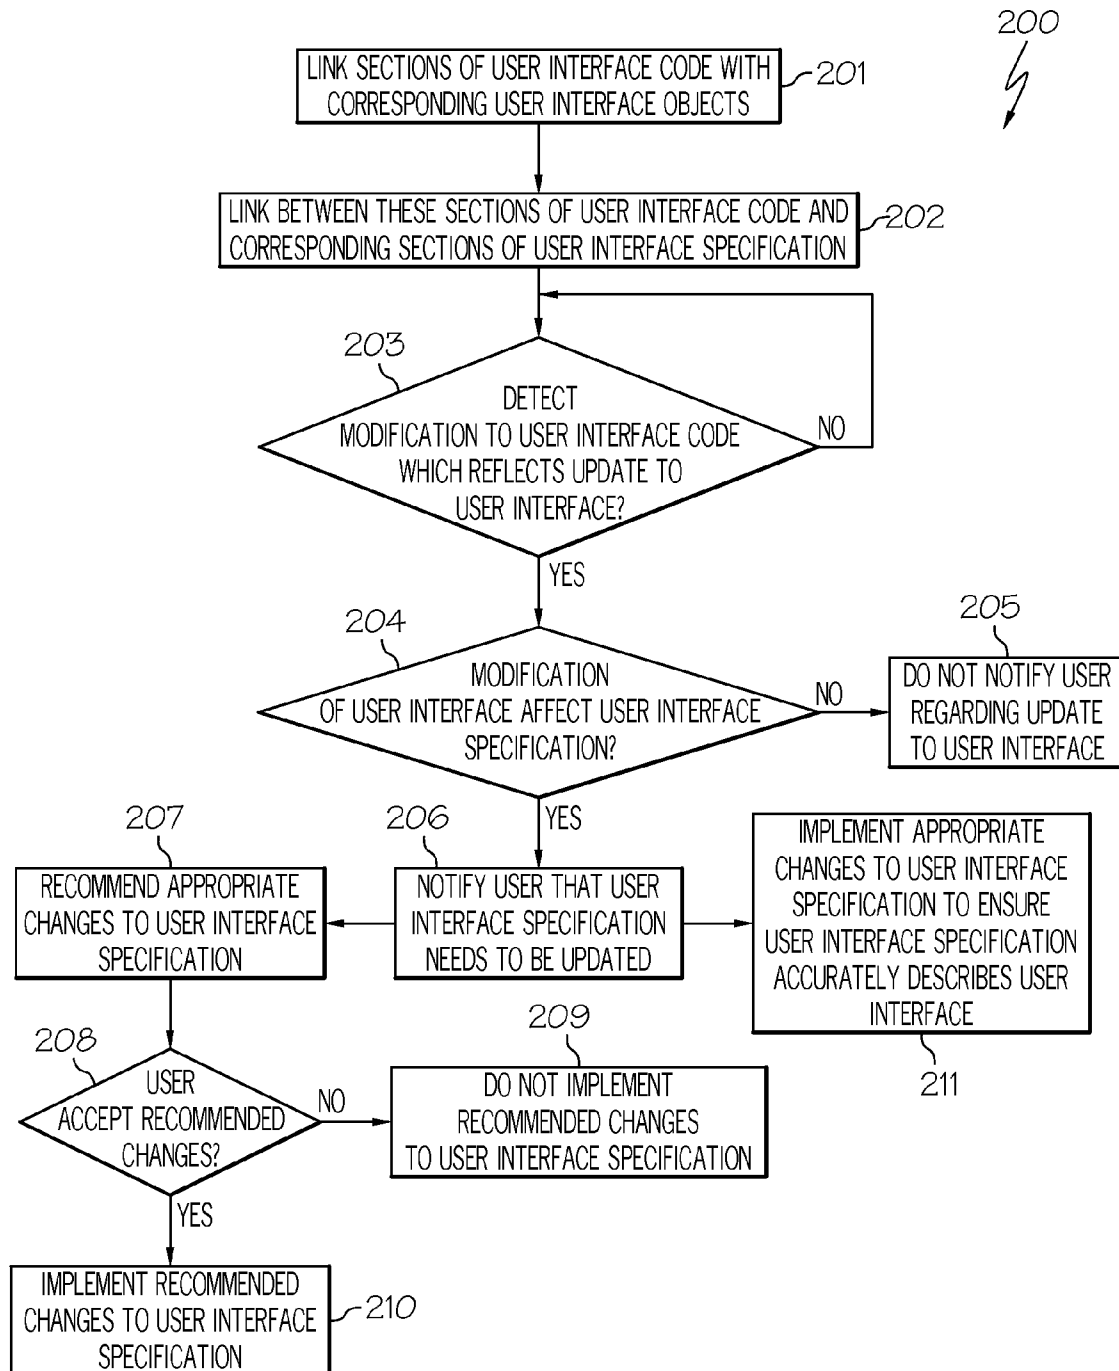 200
LINK SECTIONS OF USER INTERFACE CODE WITH
CORRESPONDING USER INTERFACE OBJECTS
201
LINK BETWEEN THESE SECTIONS OF USER INTERFACE CODE AND
CORRESPONDING SECTIONS OF USER INTERFACE SPECIFICATION
202
203
DETECT
MODIFICATION TO USER INTERFACE CODE
WHICH REFLECTS UPDATE TO
USER INTERFACE?
NO
YES
204
MODIFICATION
OF USER INTERFACE AFFECT USER INTERFACE
SPECIFICATION?
NO
205
DO NOT NOTIFY USER
REGARDING UPDATE
TO USER INTERFACE
YES
207
RECOMMEND APPROPRIATE
CHANGES TO USER INTERFACE
SPECIFICATION
206
NOTIFY USER THAT USER
INTERFACE SPECIFICATION
NEEDS TO BE UPDATED
IMPLEMENT APPROPRIATE
CHANGES TO USER INTERFACE
SPECIFICATION TO ENSURE
USER INTERFACE SPECIFICATION
ACCURATELY DESCRIBES USER
INTERFACE
211
208
USER
ACCEPT RECOMMENDED
CHANGES?
NO
209
DO NOT IMPLEMENT
RECOMMENDED CHANGES
TO USER INTERFACE SPECIFICATION
YES
IMPLEMENT RECOMMENDED
CHANGES TO USER INTERFACE
SPECIFICATION
210